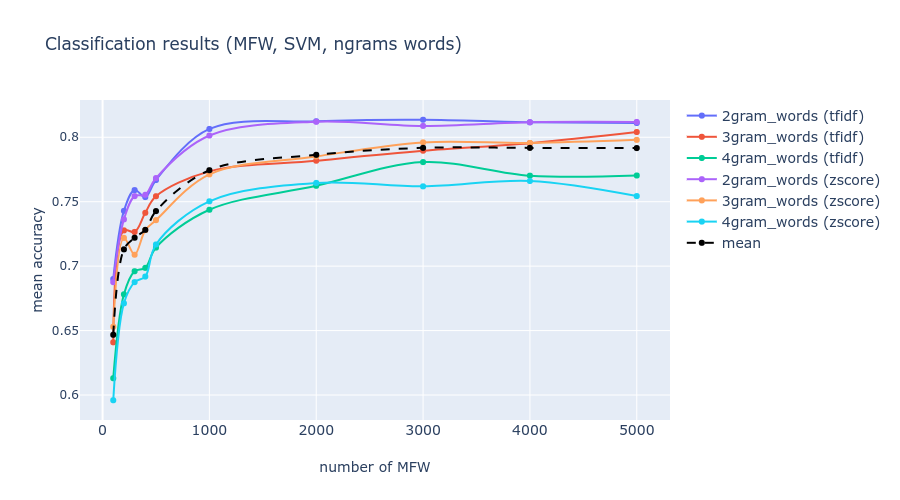 Classification results (MFW, SVM, ngrams words)
2gram_words (tfidf)
3gram_words (tfidf)
4gram_words (tfidf)
2gram_words (zscore)
3gram_words (zscore)
4gram_words (zscore)
mean
mean accuracy
0.8
0.75
0.7
0.65
0.6
0 1000 2000 3000 4000 5000
number of MFW